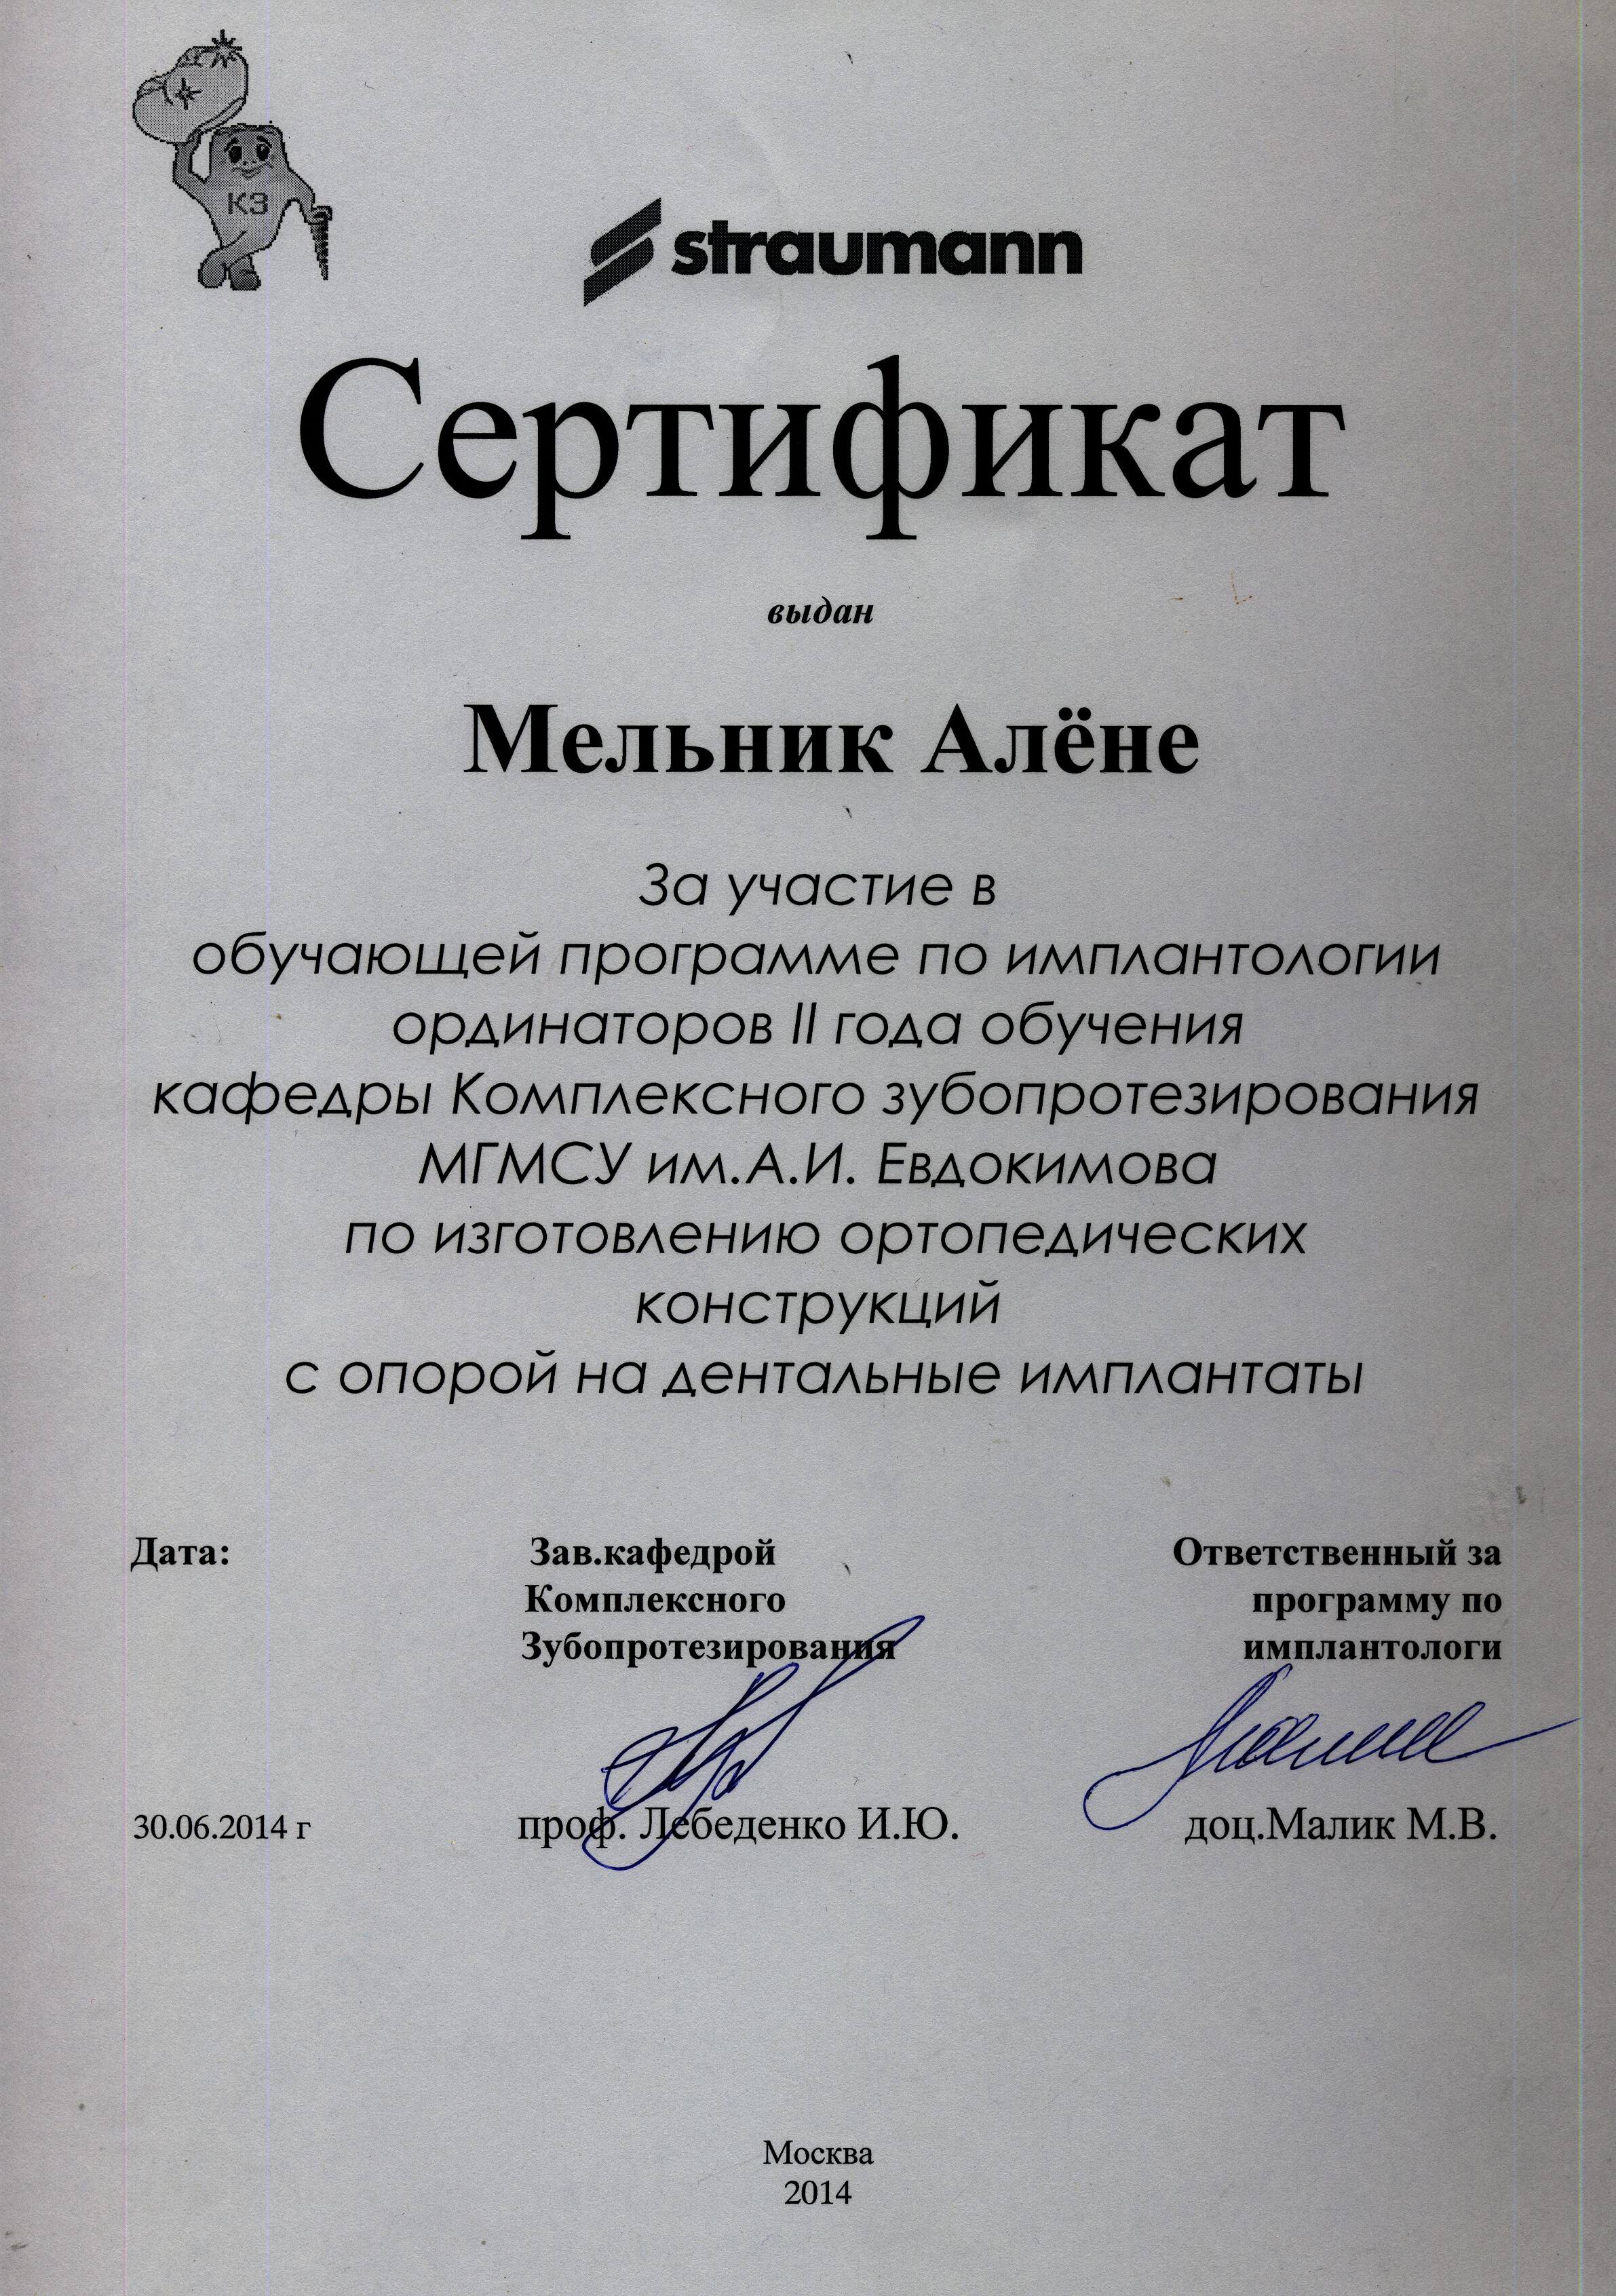 КЗ
straumann
Сертификат
выдан
Мельник Алёне
За участие в
обучающей программе по имплантологии
ординаторов II года обучения
кафедры Комплексного зубопротезирования
МГМСУ им.А.И. Евдокимова
по изготовлению ортопедических
конструкций
с опорой на дентальные имплантаты
Дата:
30.06.2014 г
Зав.кафедрой
Комплексного
Зубопротезирования
проф. Лебеденко И.Ю.
Ответственный за
программу по
имплантологи
доц.Малик М.В.
Москва
2014